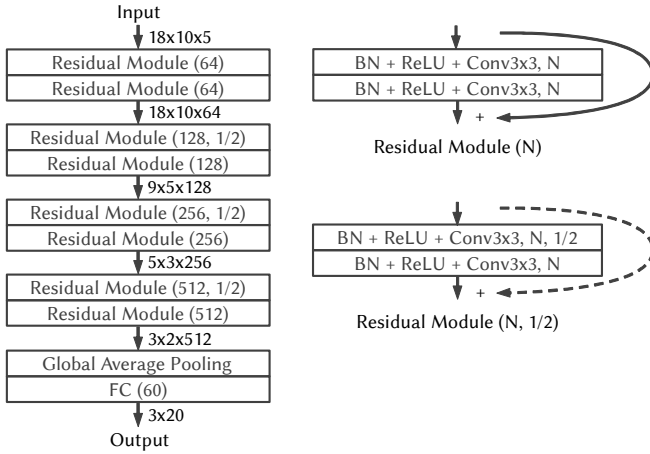 Input
18x10x5
Residual Module (64)
Residual Module (64)
18x10x64
Residual Module (128, 1/2)
Residual Module (128)
9x5x128
Residual Module (256, 1/2)
Residual Module (256)
5x3x256
Residual Module (512, 1/2)
Residual Module (512)
3x2x512
Global Average Pooling
FC (60)
3x20
Output
BN + ReLU + Conv3x3, N
BN + ReLU + Conv3x3, N
+
Residual Module (N)
BN + ReLU + Conv3x3, N, 1/2
BN + ReLU + Conv3x3, N
+
Residual Module (N, 1/2)